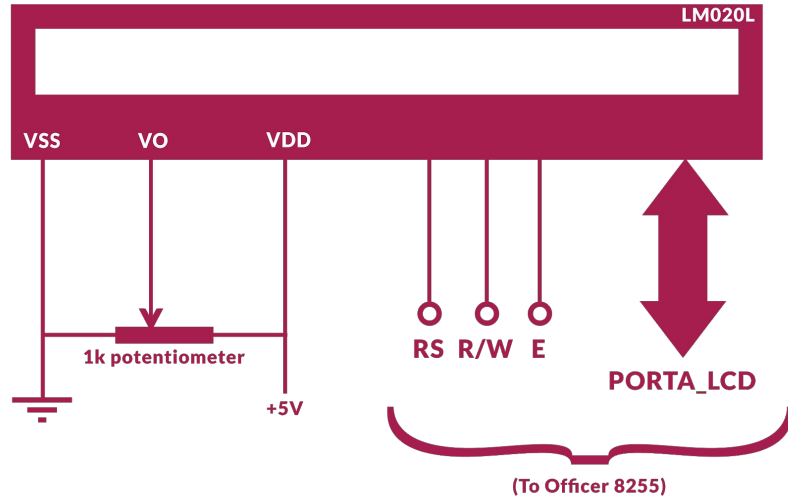 LM020L
VSS VO VDD
1k potentiometer
+5V
RS R/W E
PORTA_LCD
(To Officer 8255)